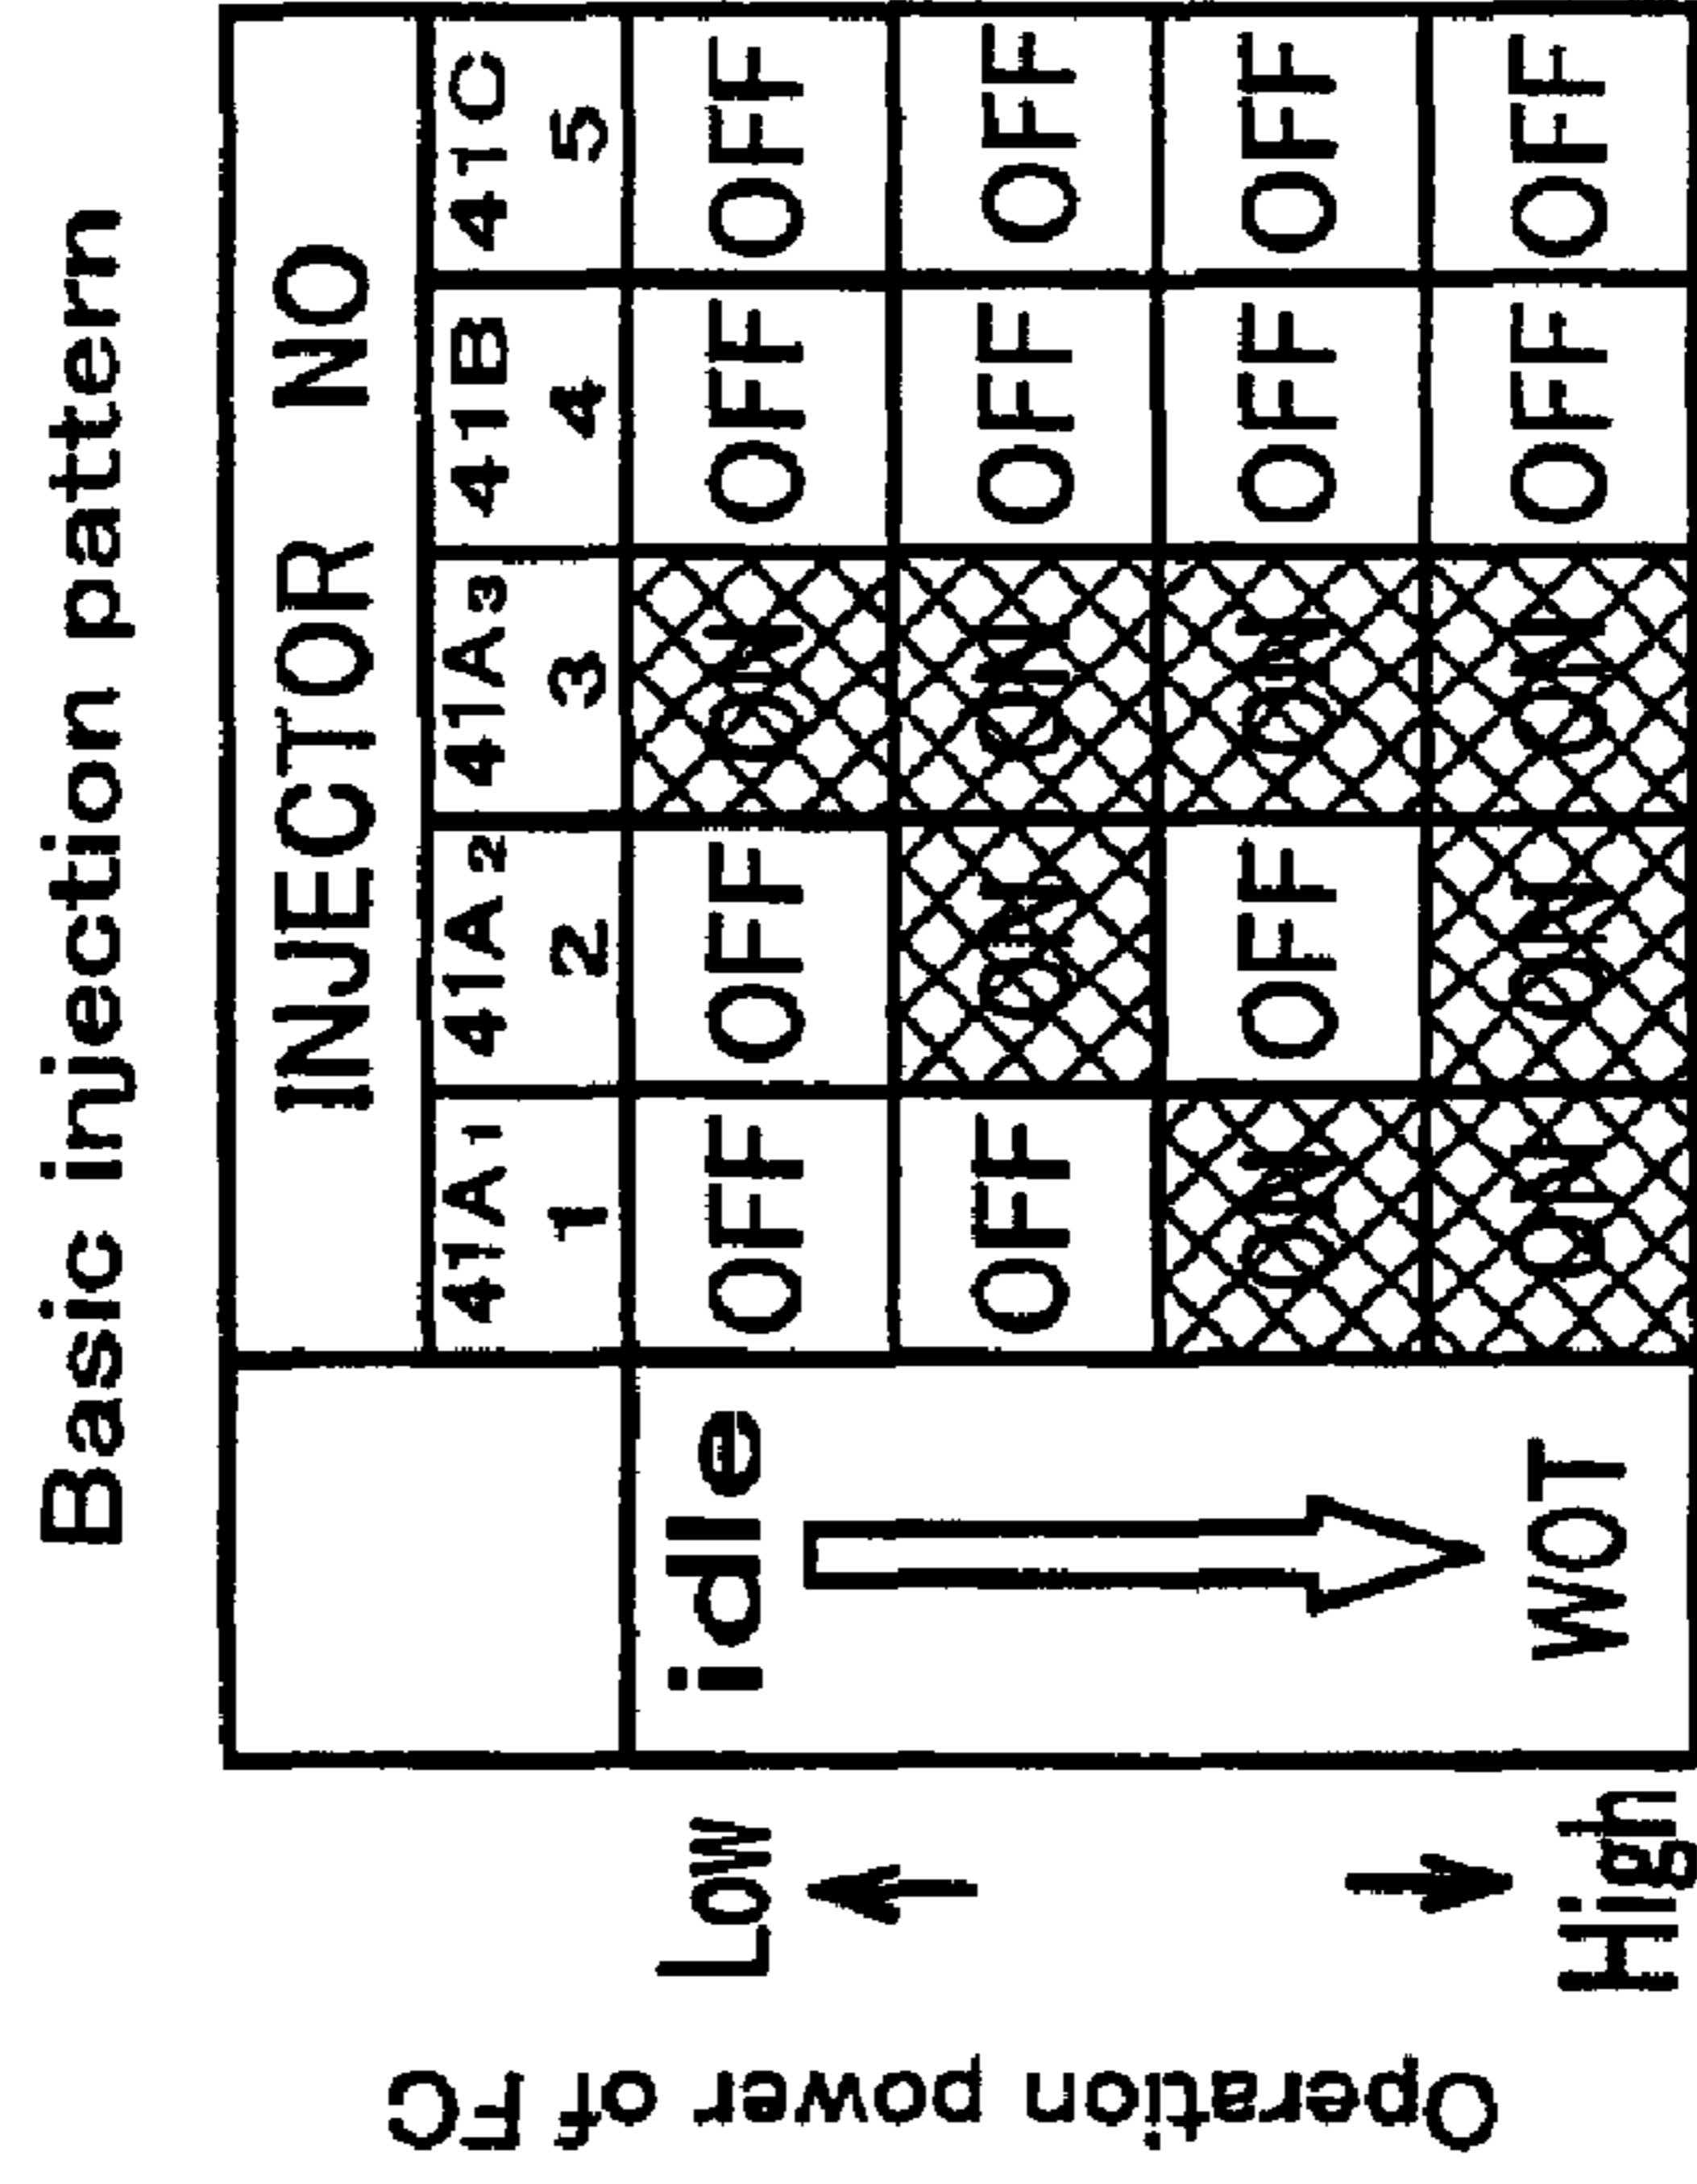 Basic injection pattern
INJECTOR NO
41A1 41A2 41A3 41B 41C
1 2 3 4 5
Operation power of FC
Low
High
idle
WOT
OFF OFF ON OFF OFF
OFF ON ON OFF OFF
ON OFF ON OFF OFF
ON ON ON OFF OFF